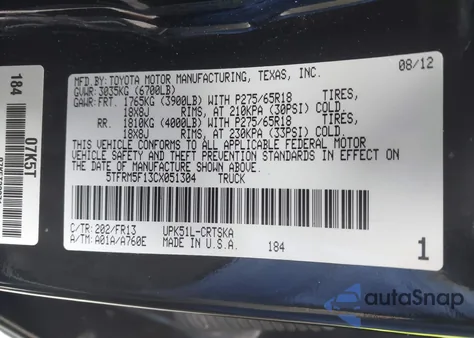 MFD. BY: TOYOTA MOTOR MANUFACTURING, TEXAS, INC. 08/12
GVWR: 3035KG (6700LB)
GAWR: FRT. 1765KG (3900LB) WITH P275/65R18 TIRES,
18X8J RIMS, AT 210KPA (30PSI) COLD.
RR. 1810KG (4000LB) WITH P275/65R18 TIRES,
18X8J RIMS, AT 230KPA (33PSI) COLD.
THIS VEHICLE CONFORMS TO ALL APPLICABLE FEDERAL MOTOR
VEHICLE SAFETY AND THEFT PREVENTION STANDARDS IN EFFECT ON
THE DATE OF MANUFACTURE SHOWN ABOVE.
5TFRM5F13CX051304 TRUCK
C/TR: 202/FR13 UPK51L-CRTSKA
A/TM: A01A/A760E MADE IN U.S.A. 184
1
184
07KST
autoSnap